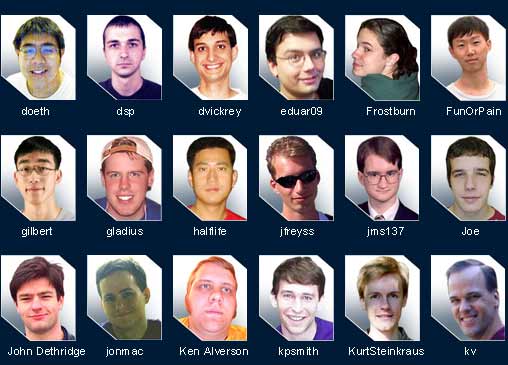 doeth dsp dvickrey eduar09 Frostburn FunOrPain
gilbert gladius halflife jfreyss jms137 Joe
John Dethridge jonmac Ken Alverson kpsmith KurtSteinkraus kv